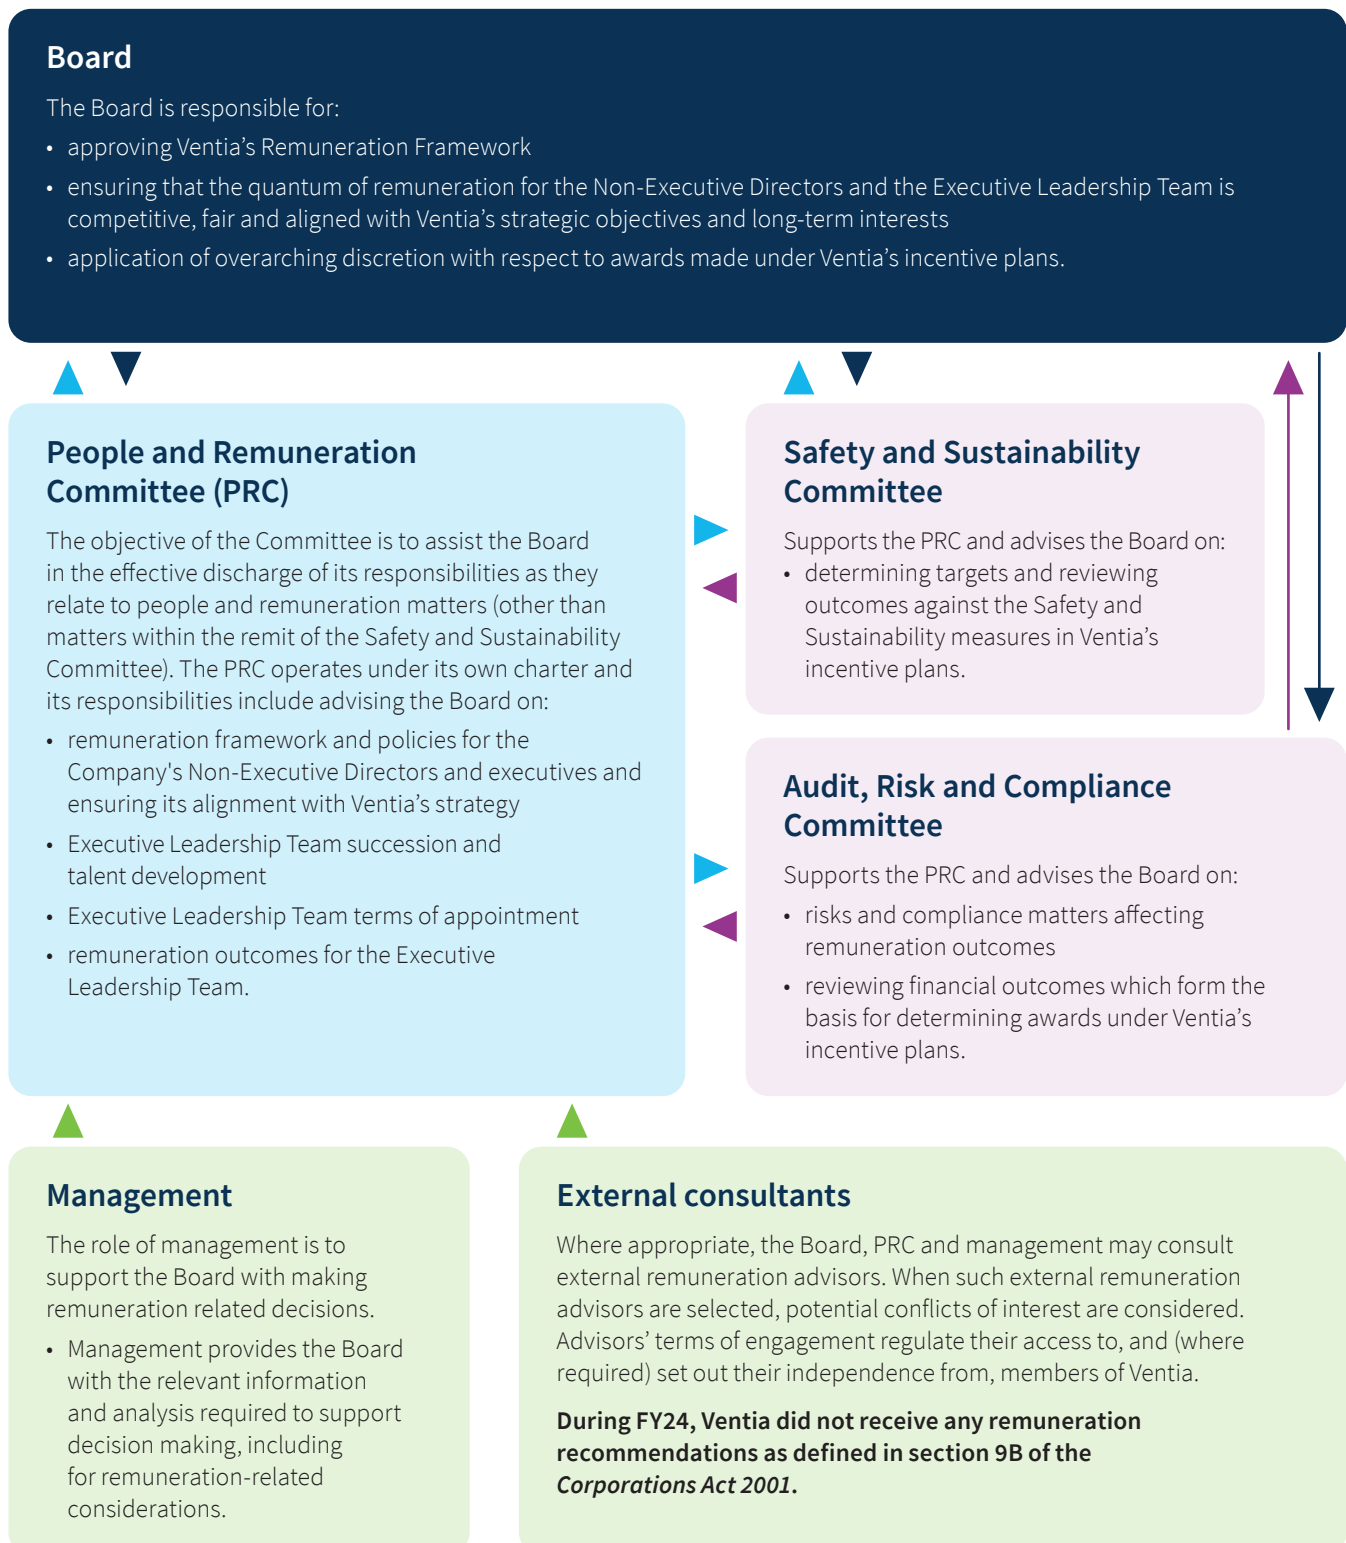 Board
The Board is responsible for:
• approving Ventia’s Remuneration Framework
• ensuring that the quantum of remuneration for the Non-Executive Directors and the Executive Leadership Team is
competitive, fair and aligned with Ventia’s strategic objectives and long-term interests
• application of overarching discretion with respect to awards made under Ventia’s incentive plans.
People and Remuneration
Committee (PRC)
The objective of the Committee is to assist the Board
in the effective discharge of its responsibilities as they
relate to people and remuneration matters (other than
matters within the remit of the Safety and Sustainability
Committee). The PRC operates under its own charter and
its responsibilities include advising the Board on:
• remuneration framework and policies for the
Company's Non-Executive Directors and executives and
ensuring its alignment with Ventia’s strategy
• Executive Leadership Team succession and
talent development
• Executive Leadership Team terms of appointment
• remuneration outcomes for the Executive
Leadership Team.
Safety and Sustainability
Committee
Supports the PRC and advises the Board on:
• determining targets and reviewing
outcomes against the Safety and
Sustainability measures in Ventia’s
incentive plans.
Audit, Risk and Compliance
Committee
Supports the PRC and advises the Board on:
• risks and compliance matters affecting
remuneration outcomes
• reviewing financial outcomes which form the
basis for determining awards under Ventia’s
incentive plans.
Management
The role of management is to
support the Board with making
remuneration related decisions.
• Management provides the Board
with the relevant information
and analysis required to support
decision making, including
for remuneration-related
considerations.
External consultants
Where appropriate, the Board, PRC and management may consult
external remuneration advisors. When such external remuneration
advisors are selected, potential conflicts of interest are considered.
Advisors’ terms of engagement regulate their access to, and (where
required) set out their independence from, members of Ventia.
During FY24, Ventia did not receive any remuneration
recommendations as defined in section 9B of the
Corporations Act 2001.